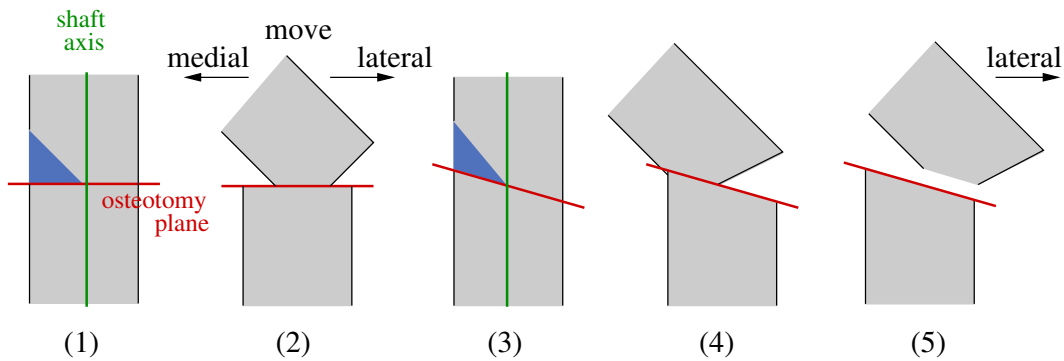 shaft
axis
move
medial
lateral
lateral
osteotomy
plane
(1)
(2)
(3)
(4)
(5)